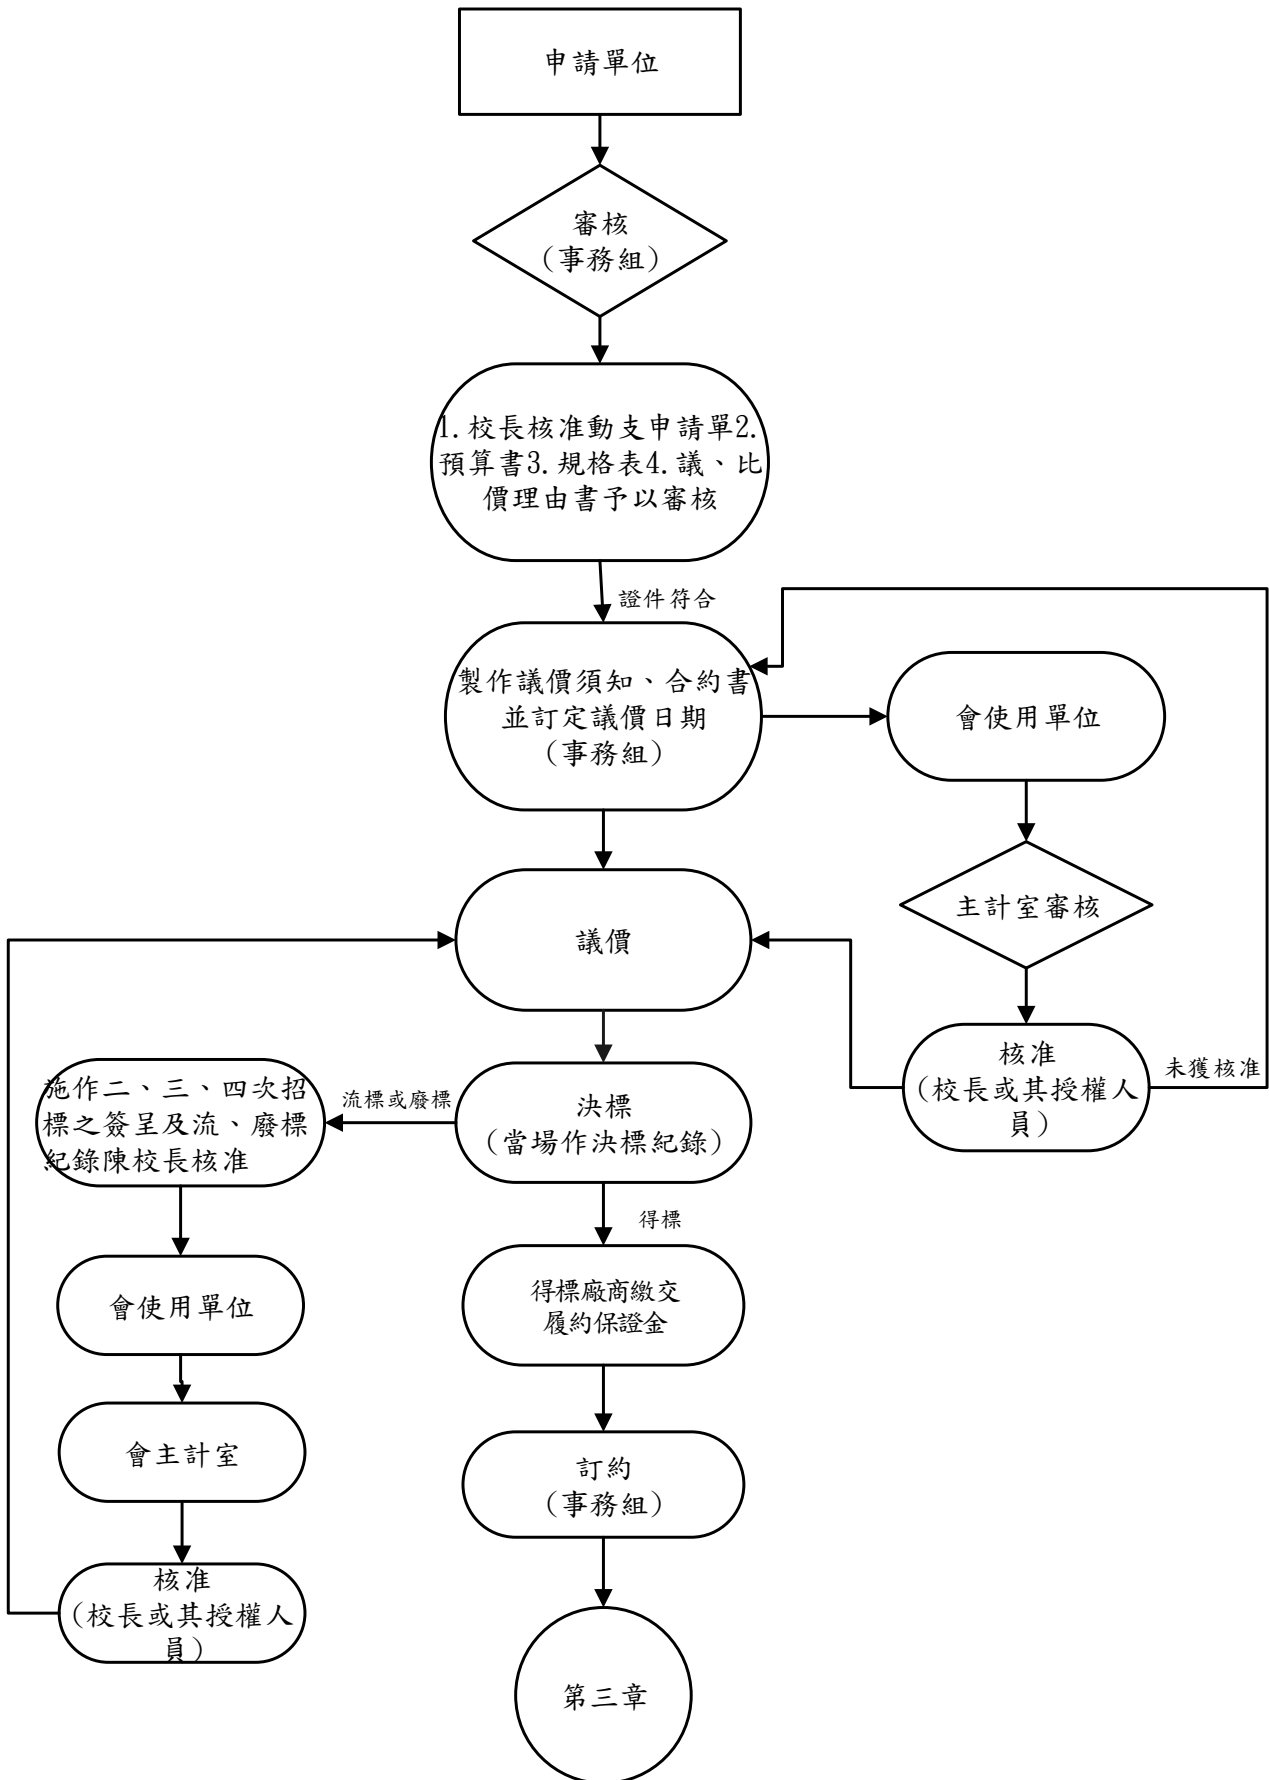 申請單位
審核
（事務組）
1.校長核准動支申請單2.
預算書3.規格表4.議、比
價理由書予以審核
證件符合
製作議價須知、合約書
並訂定議價日期
（事務組）
會使用單位
主計室審核
議價
核准
（校長或其授權人
員）
未獲核准
決標
（當場作決標紀錄）
流標或廢標
施作二、三、四次招
標之簽呈及流、廢標
紀錄陳校長核准
得標
會使用單位
得標廠商繳交
履約保證金
會主計室
訂約
（事務組）
核准
（校長或其授權人
員）
第三章